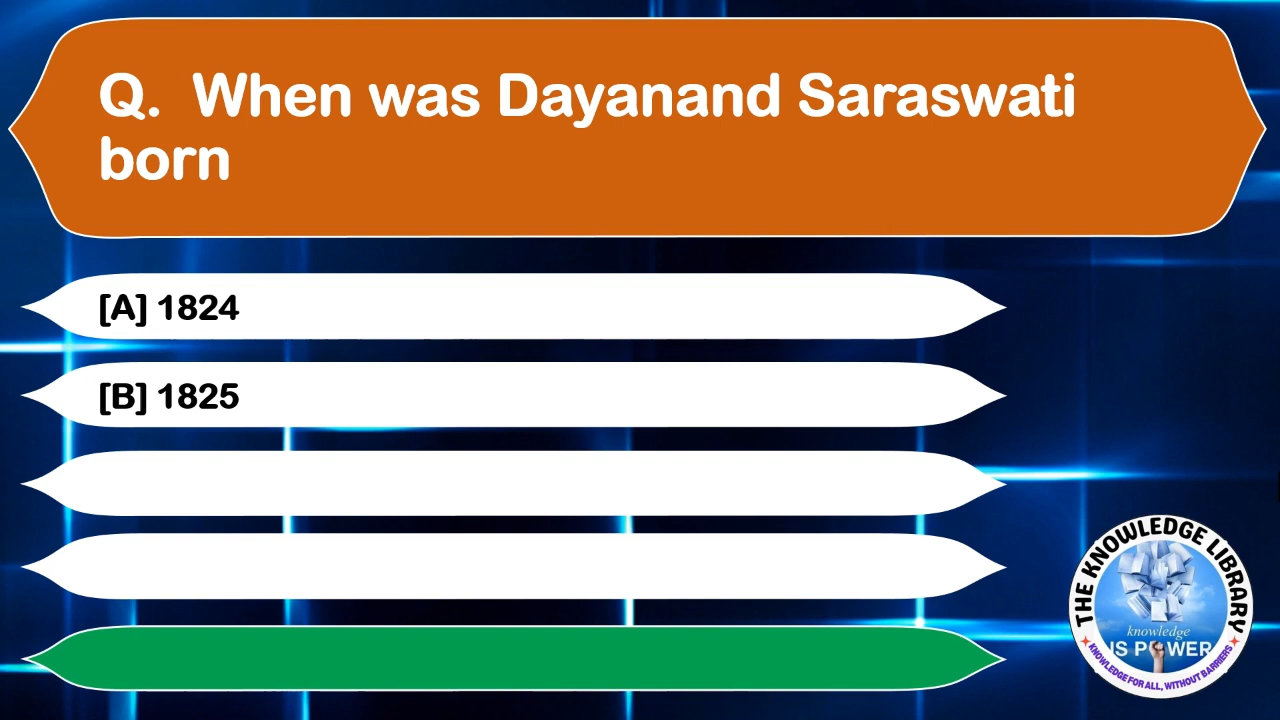 Q.  When was Dayanand Saraswati
born
[A] 1824
[B] 1825
THE KNOWLEDGE LIBRARY
knowledge
IS POWER
KNOWLEDGE FOR ALL, WITHOUT BARRIERS